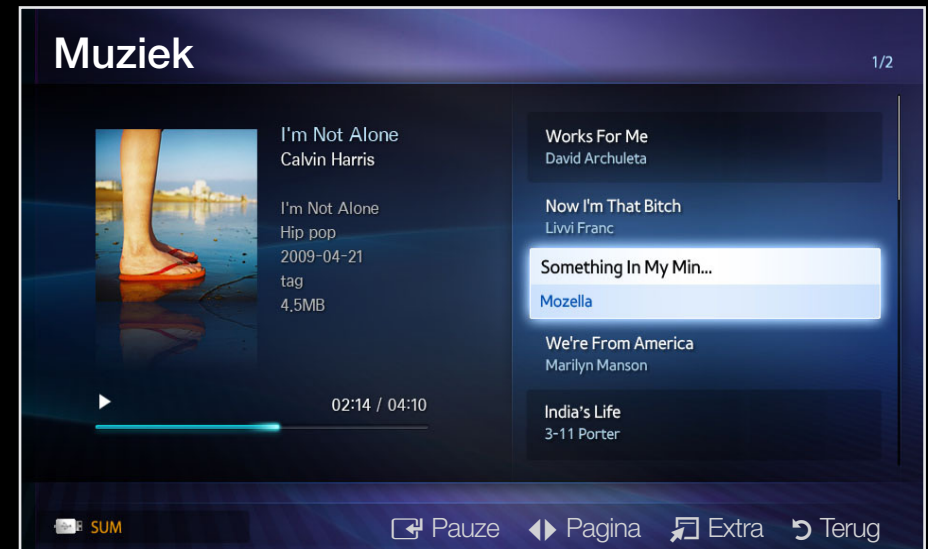 Muziek
1/2
I'm Not Alone
Calvin Harris
I'm Not Alone
Hip pop
2009-04-21
tag
4.5MB
02:14 / 04:10
Works For Me
David Archuleta
Now I'm That Bitch
Livvi Franc
Something In My Min...
Mozella
We're From America
Marilyn Manson
India's Life
3-11 Porter
SUM
Pauze Pagina Extra Terug